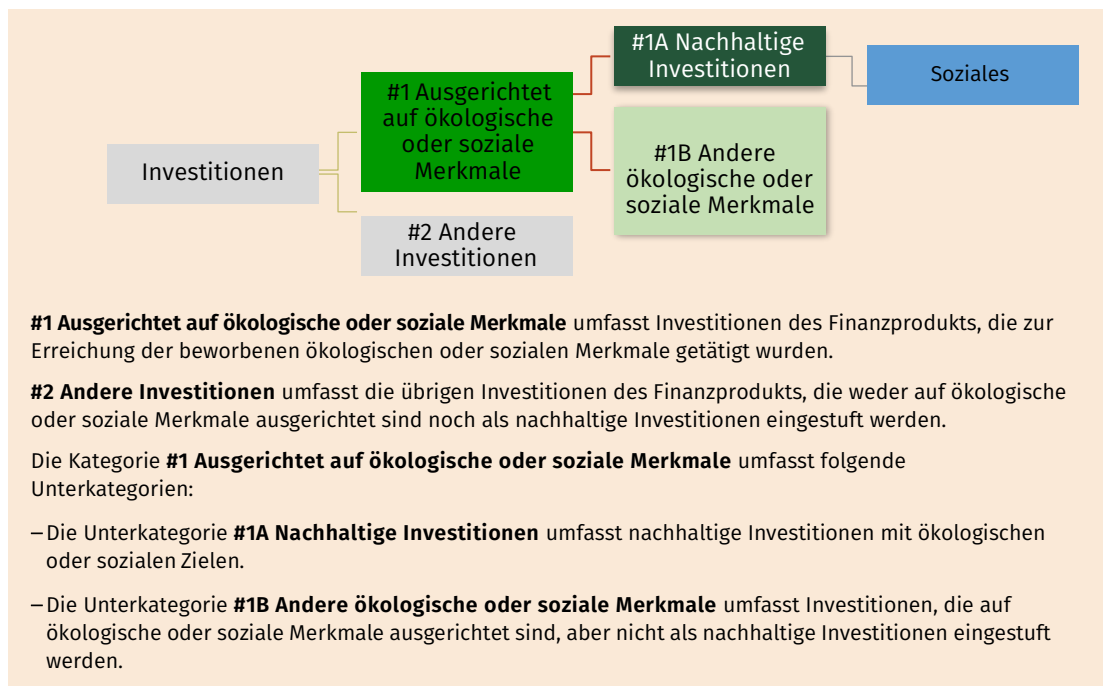 #1A Nachhaltige
Investitionen
Soziales
#1 Ausgerichtet
auf ökologische
oder soziale
Merkmale
#1B Andere
ökologische oder
soziale Merkmale
Investitionen
#2 Andere
Investitionen
#1 Ausgerichtet auf ökologische oder soziale Merkmale umfasst Investitionen des Finanzprodukts, die zur
Erreichung der beworbenen ökologischen oder sozialen Merkmale getätigt wurden.
#2 Andere Investitionen umfasst die übrigen Investitionen des Finanzprodukts, die weder auf ökologische
oder soziale Merkmale ausgerichtet sind noch als nachhaltige Investitionen eingestuft werden.
Die Kategorie #1 Ausgerichtet auf ökologische oder soziale Merkmale umfasst folgende
Unterkategorien:
– Die Unterkategorie #1A Nachhaltige Investitionen umfasst nachhaltige Investitionen mit ökologischen
oder sozialen Zielen.
– Die Unterkategorie #1B Andere ökologische oder soziale Merkmale umfasst Investitionen, die auf
ökologische oder soziale Merkmale ausgerichtet sind, aber nicht als nachhaltige Investitionen eingestuft
werden.